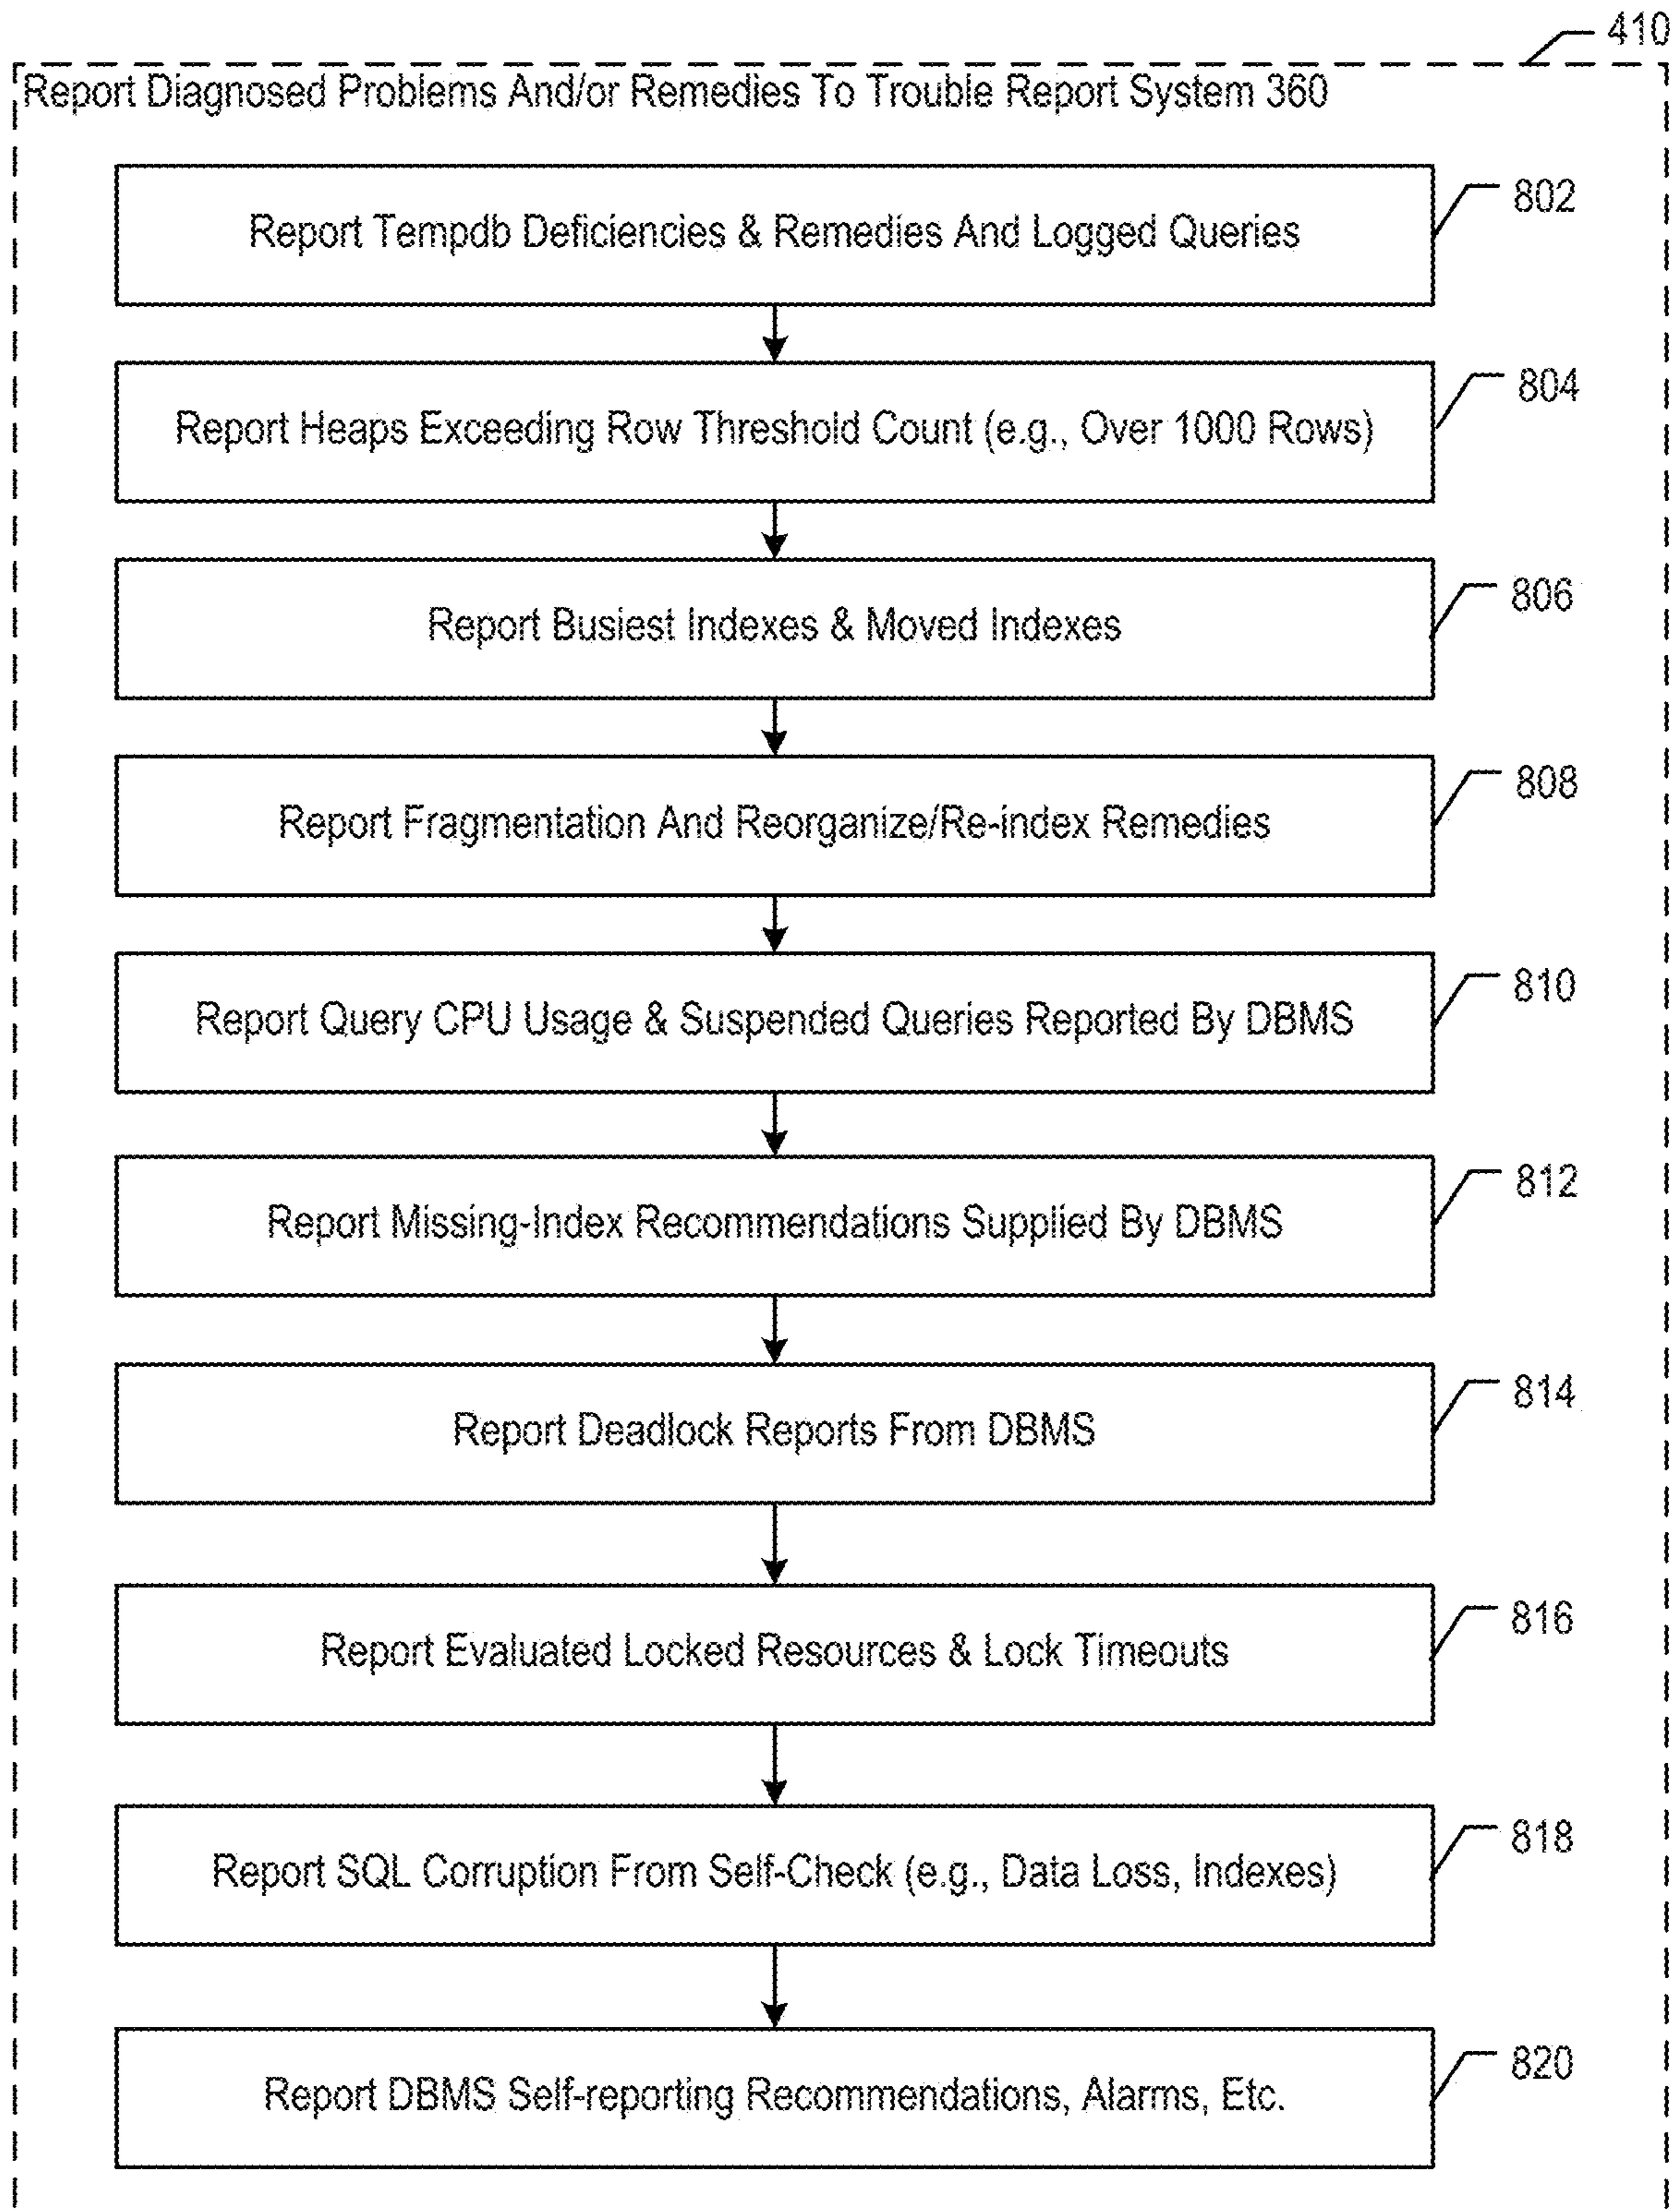 410
Report Diagnosed Problems And/or Remedies To Trouble Report System 360
802
Report Tempdb Deficiencies & Remedies And Logged Queries
804
Report Heaps Exceeding Row Threshold Count (e.g., Over 1000 Rows)
806
Report Busiest Indexes & Moved Indexes
808
Report Fragmentation And Reorganize/Re-index Remedies
810
Report Query CPU Usage & Suspended Queries Reported By DBMS
812
Report Missing-Index Recommendations Supplied By DBMS
814
Report Deadlock Reports From DBMS
816
Report Evaluated Locked Resources & Lock Timeouts
818
Report SQL Corruption From Self-Check (e.g., Data Loss, Indexes)
820
Report DBMS Self-reporting Recommendations, Alarms, Etc.